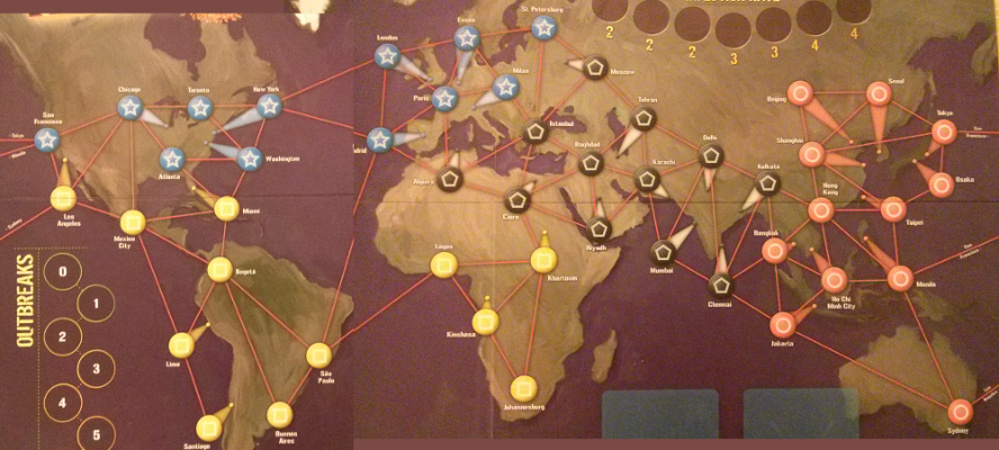 St. Petersburg
Essen
London
Moscow
Milan
Paris
2
2
2
3
3
4
4
Chicago
Toronto
New York
San
Francisco
Atlanta
Washington
Istanbul
Tehran
Baghdad
Delhi
Karachi
Kolkata
Beijing
Seoul
Tokyo
Shanghai
Osaka
Algiers
Cairo
Riyadh
Hong
Kong
Taipei
Los
Angeles
Mexico
City
Miami
Bogotá
Lagos
Khartoum
Mumbai
Chennai
Bangkok
Ho Chi
Minh City
Manila
Kinshasa
Jakarta
Lima
São
Paulo
Johannesburg
Santiago
Buenos
Aires
Sydney
OUTBREAKS
0
1
2
3
4
5